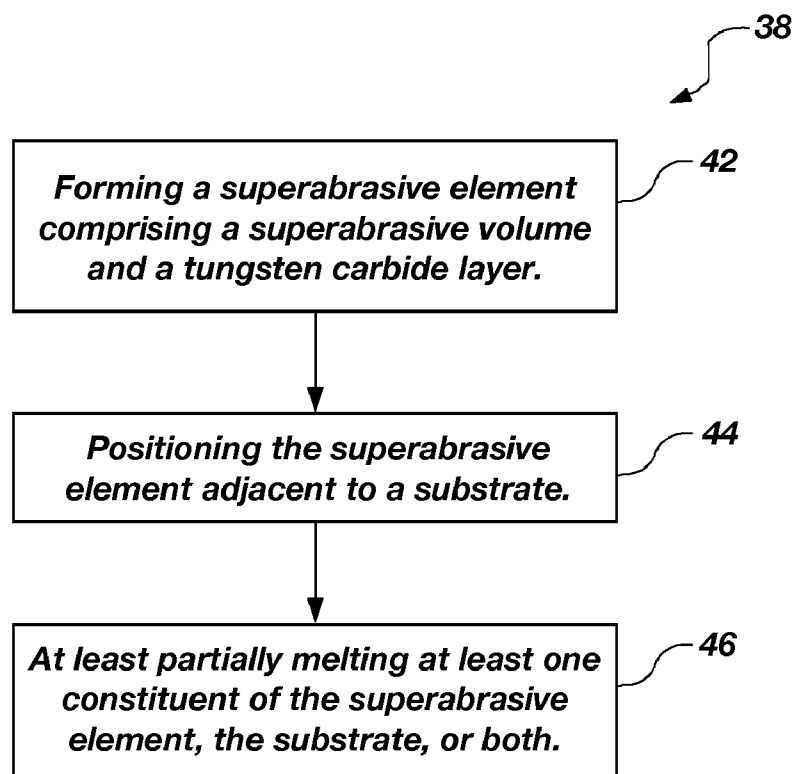 38
Forming a superabrasive element
comprising a superabrasive volume
and a tungsten carbide layer.
42
Positioning the superabrasive
element adjacent to a substrate.
44
At least partially melting at least one
constituent of the superabrasive
element, the substrate, or both.
46